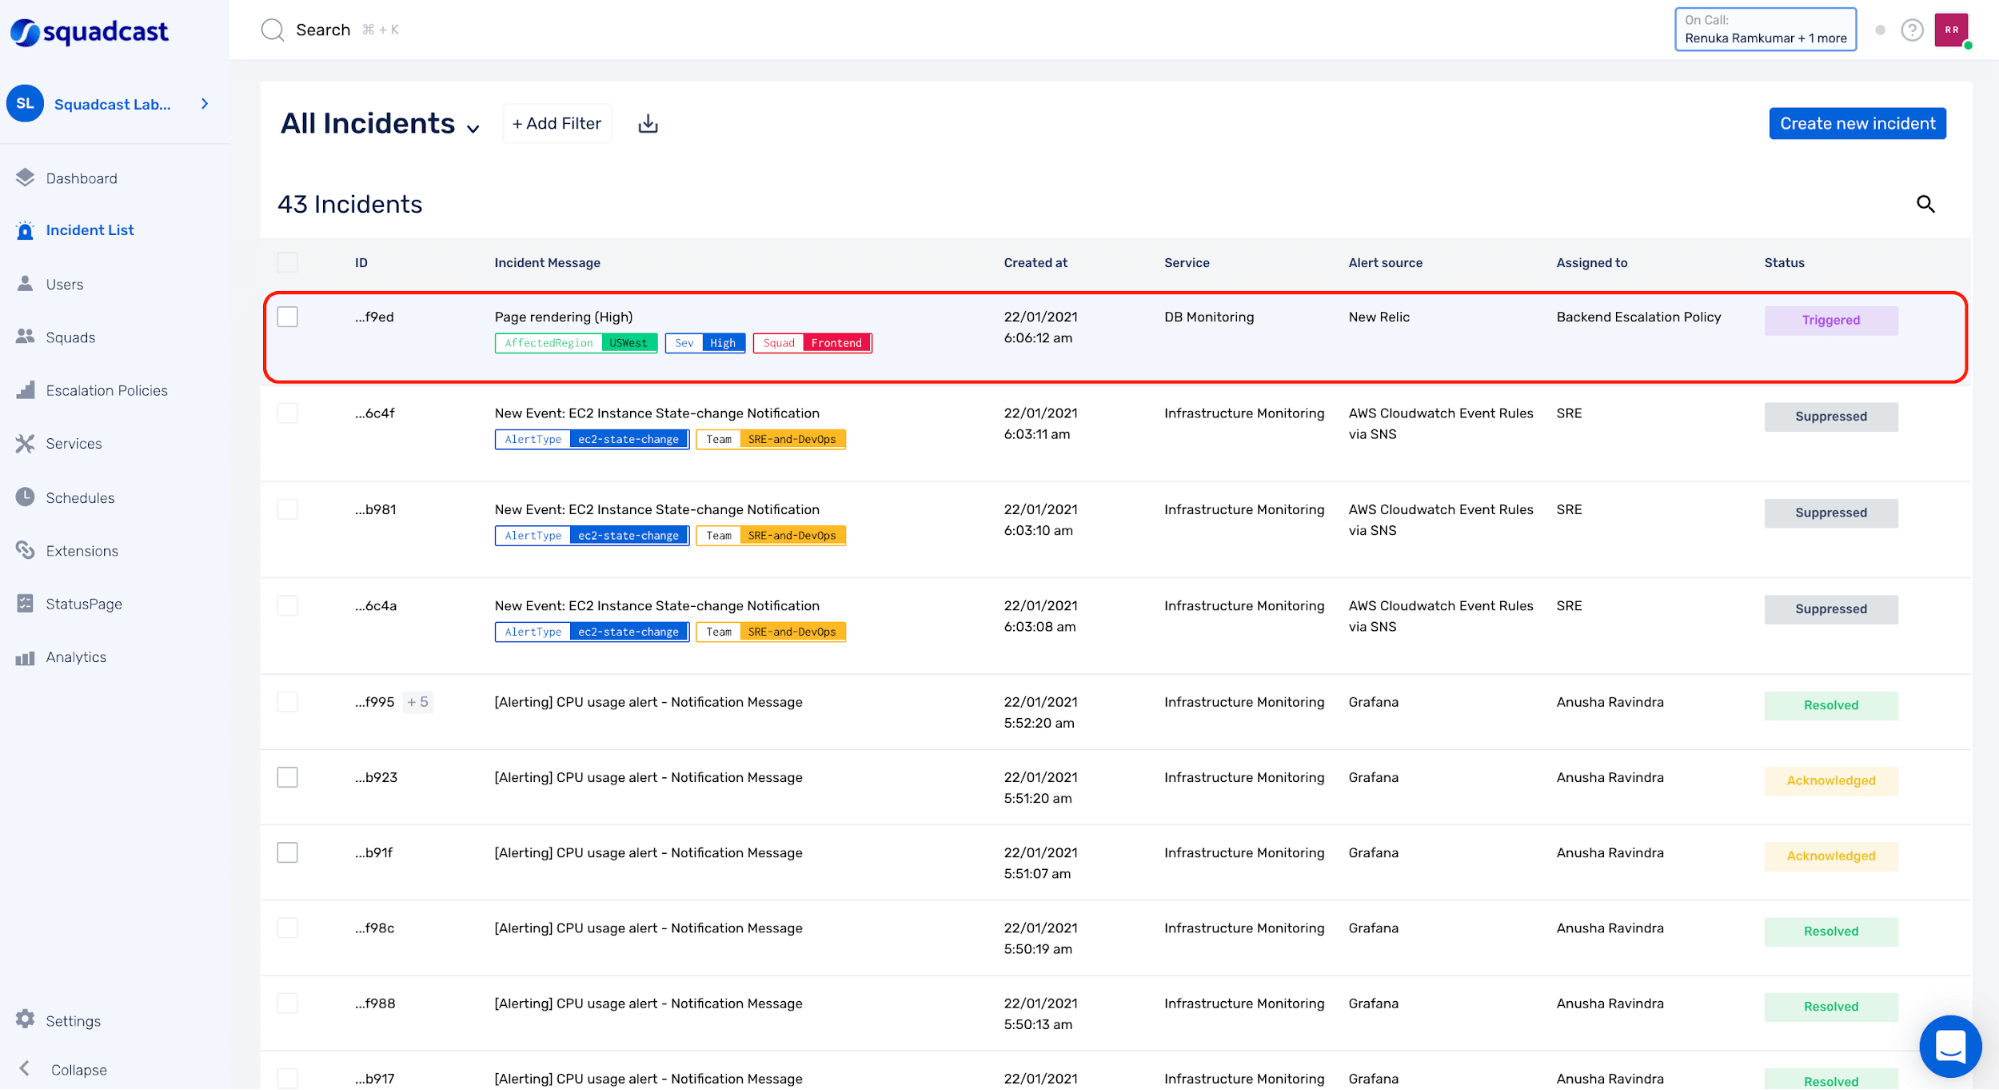 squadcast
Search ⌘ + K
On Call:
Renuka Ramkumar + 1 more
?
RR
SL Squadcast Lab...
Dashboard
Incident List
Users
Squads
Escalation Policies
Services
Schedules
Extensions
StatusPage
Analytics
Settings
Collapse
All Incidents
+ Add Filter
Create new incident
43 Incidents
ID Incident Message Created at Service Alert source Assigned to Status
...f9ed Page rendering (High) 22/01/2021 DB Monitoring New Relic Backend Escalation Policy Triggered
6:06:12 am
AffectedRegion USWest Sev High Squad Frontend
...6c4f New Event: EC2 Instance State-change Notification 22/01/2021 Infrastructure Monitoring AWS Cloudwatch Event Rules SRE Suppressed
6:03:11 am via SNS
AlertType ec2-state-change Team SRE-and-DevOps
...b981 New Event: EC2 Instance State-change Notification 22/01/2021 Infrastructure Monitoring AWS Cloudwatch Event Rules SRE Suppressed
6:03:10 am via SNS
AlertType ec2-state-change Team SRE-and-DevOps
...6c4a New Event: EC2 Instance State-change Notification 22/01/2021 Infrastructure Monitoring AWS Cloudwatch Event Rules SRE Suppressed
6:03:08 am via SNS
AlertType ec2-state-change Team SRE-and-DevOps
...f995 + 5 [Alerting] CPU usage alert - Notification Message 22/01/2021 Infrastructure Monitoring Grafana Anusha Ravindra Resolved
5:52:20 am
...b923 [Alerting] CPU usage alert - Notification Message 22/01/2021 Infrastructure Monitoring Grafana Anusha Ravindra Acknowledged
5:51:20 am
...b91f [Alerting] CPU usage alert - Notification Message 22/01/2021 Infrastructure Monitoring Grafana Anusha Ravindra Acknowledged
5:51:07 am
...f98c [Alerting] CPU usage alert - Notification Message 22/01/2021 Infrastructure Monitoring Grafana Anusha Ravindra Resolved
5:50:19 am
...f988 [Alerting] CPU usage alert - Notification Message 22/01/2021 Infrastructure Monitoring Grafana Anusha Ravindra Resolved
5:50:13 am
...b917 [Alerting] CPU usage alert - Notification Message 22/01/2021 Infrastructure Monitoring Grafana Anusha Ravindra Resolved